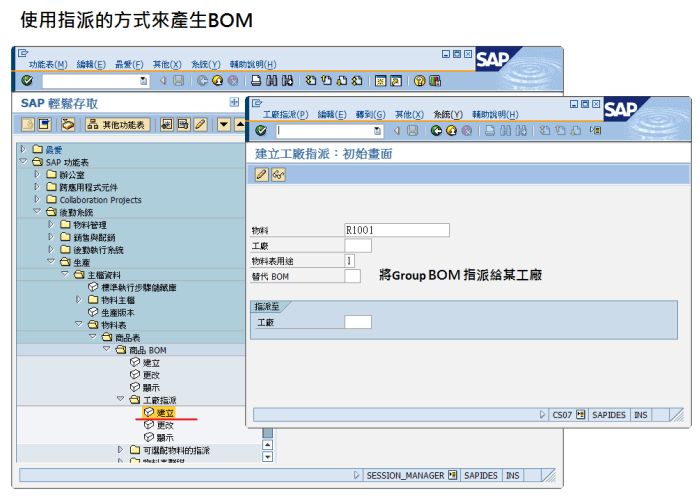 使用指派的方式來產生BOM
功能表(M) 編輯(E) 最愛(F) 其他(X) 系統(Y) 輔助說明(H)
SAP
SAP 輕鬆存取
其他功能表
最愛
SAP 功能表
辦公室
跨應用程式元件
Collaboration Projects
後勤系統
物料管理
銷售與配銷
後勤執行系統
生產
主檔資料
標準執行步驟儲藏庫
物料主檔
生產版本
物料表
商品表
商品 BOM
建立
更改
顯示
工廠指派
建立
更改
顯示
可選配物料的指派
SESSION_MANAGER SAPIDES INS
工廠指派(P) 編輯(E) 轉到(G) 其他(X) 系統(Y) 輔助說明(H)
SAP
建立工廠指派：初始畫面
物料 R1001
工廠
物料表用途 1
替代 BOM
將Group BOM 指派給某工廠
指派至
工廠
CS07 SAPIDES INS